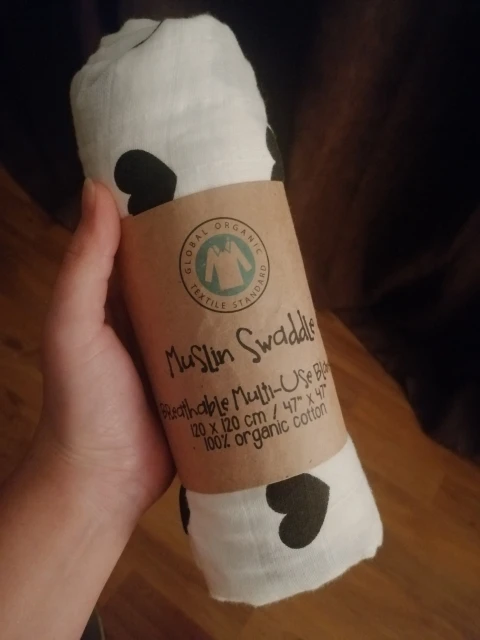 GLOBAL ORGANIC
TEXTILE STANDARD
Muslin Swaddle
Breathable Multi-Use
120 x 120 cm / 47" x 47"
100% organic cotton